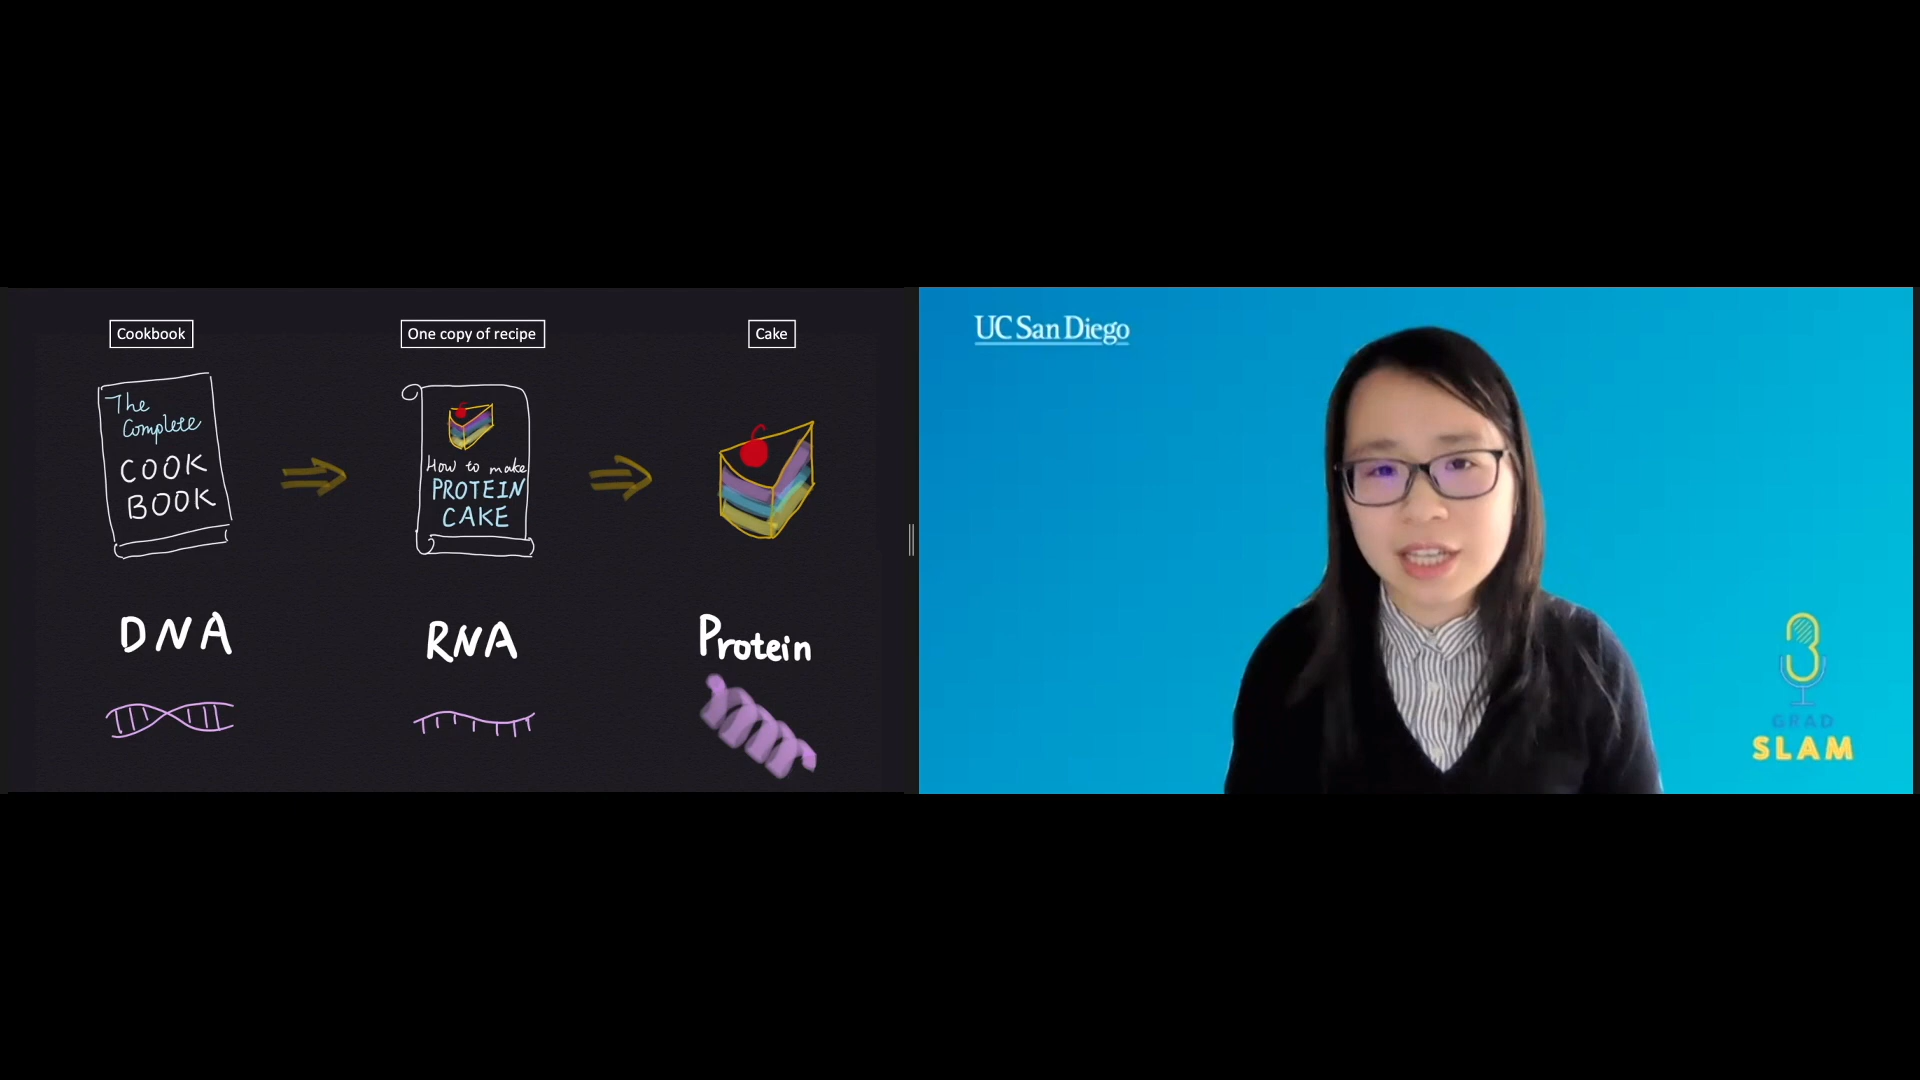 Cookbook
One copy of recipe
Cake
The
Complete
COOK
BOOK
How to make
PROTEIN
CAKE
DNA
RNA
Protein
UC San Diego
3
GRAD
SLAM